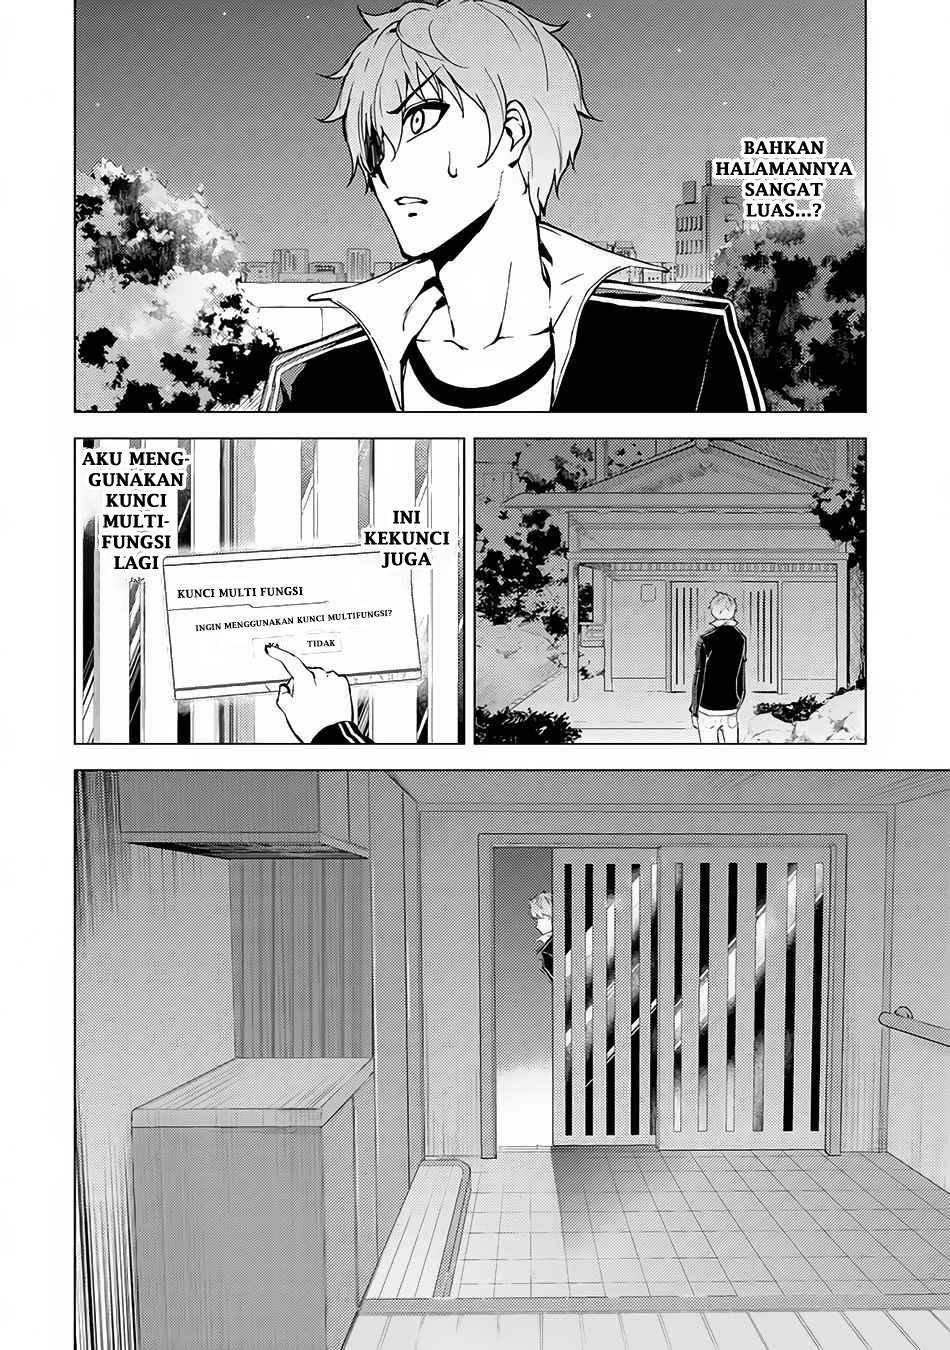 BAHKAN
HALAMANNYA
SANGAT
LUAS...?
INI
KEKUNCI
JUGA
AKU MENG-
GUNAKAN
KUNCI
MULTI-
FUNGSI
LAGI
KUNCI MULTI FUNGSI
INGIN MENGGUNAKAN KUNCI MULTIFUNGSI?
TIDAK